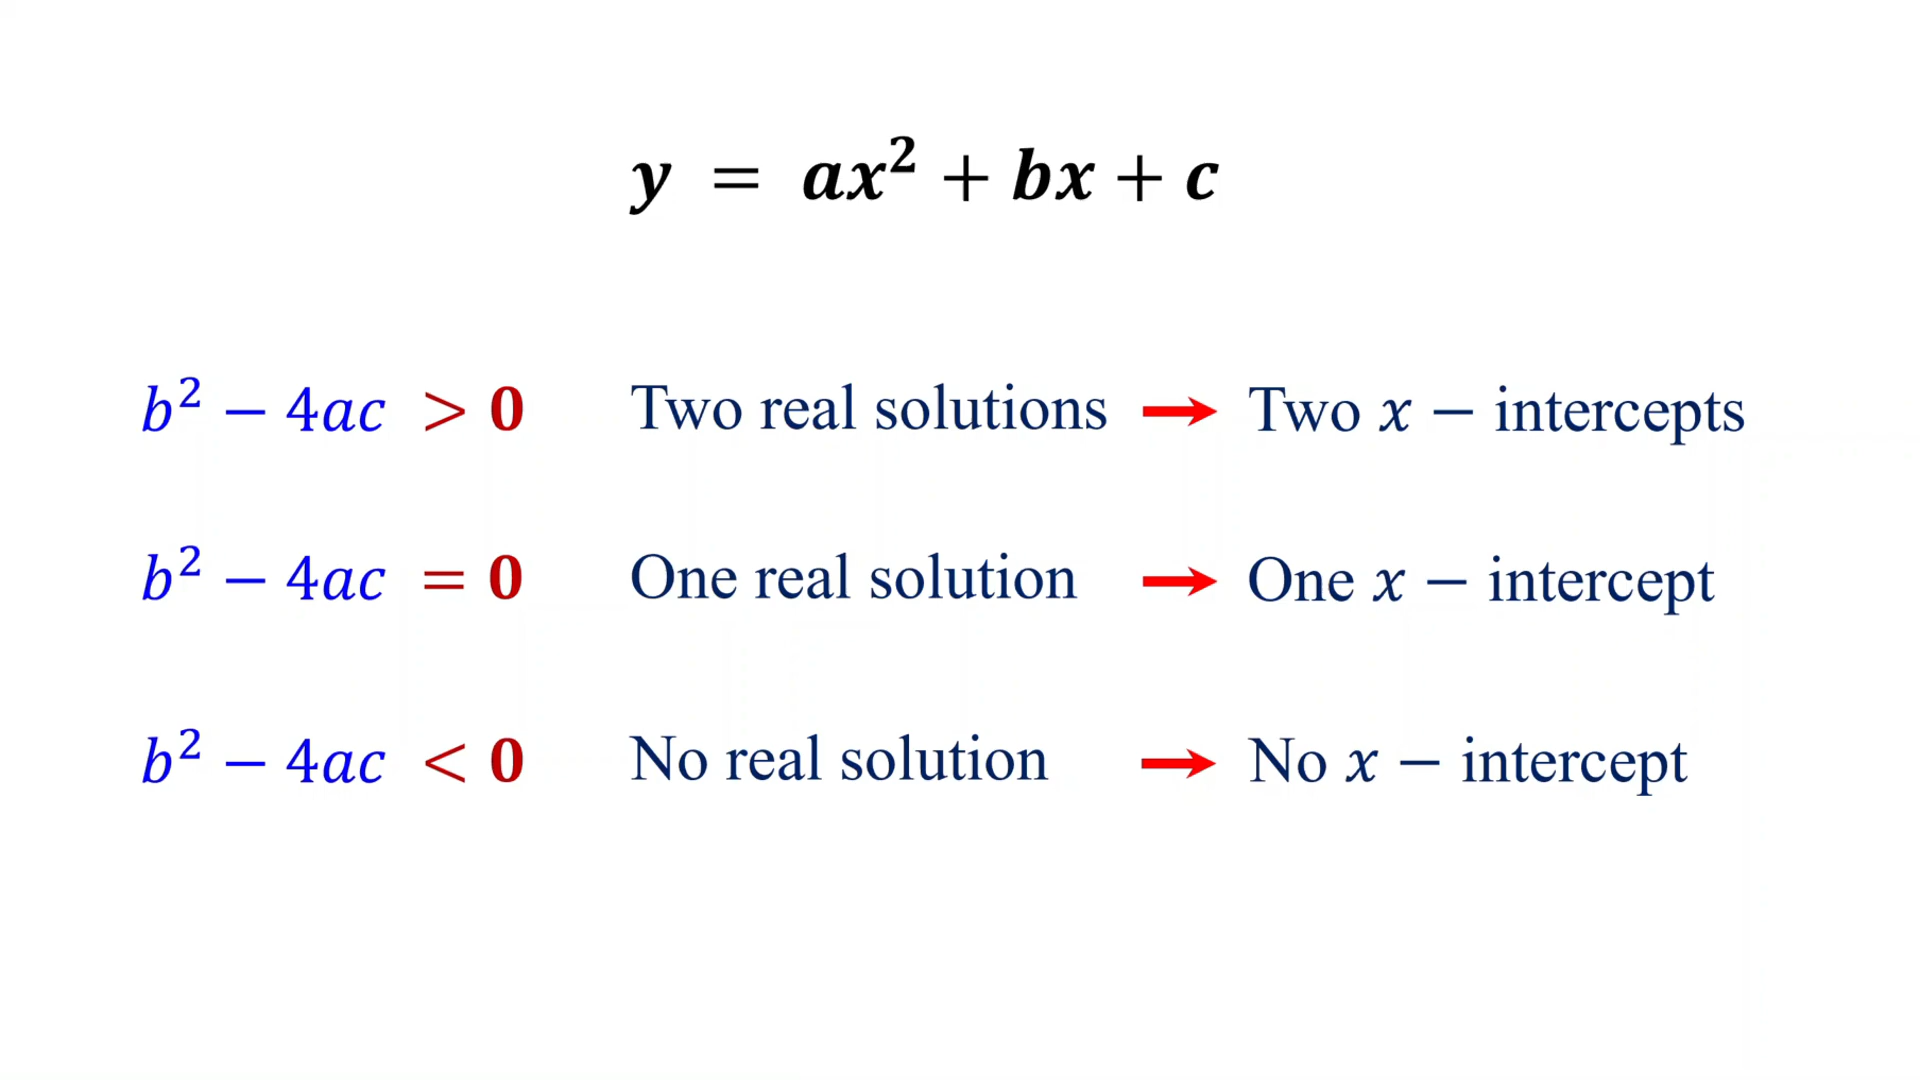 y = ax² + bx + c
b² − 4ac > 0 Two real solutions → Two x − intercepts
b² − 4ac = 0 One real solution → One x − intercept
b² − 4ac < 0 No real solution → No x − intercept